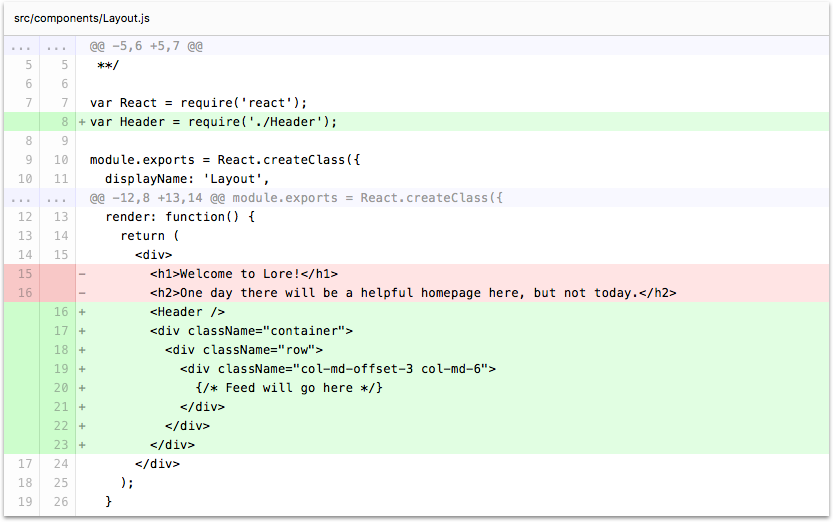 src/components/Layout.js
... ... @@ -5,6 +5,7 @@
5 5 **/
6 6
7 7 var React = require('react');
8 + var Header = require('./Header');
8 9
9 10 module.exports = React.createClass({
10 11 displayName: 'Layout',
... ... @@ -12,8 +13,14 @@ module.exports = React.createClass({
12 13 render: function() {
13 14 return (
14 15 <div>
15 - <h1>Welcome to Lore!</h1>
16 - <h2>One day there will be a helpful homepage here, but not today.</h2>
16 + <Header />
17 + <div className="container">
18 + <div className="row">
19 + <div className="col-md-offset-3 col-md-6">
20 + {/* Feed will go here */}
21 + </div>
22 + </div>
23 + </div>
17 24 </div>
18 25 );
19 26 }